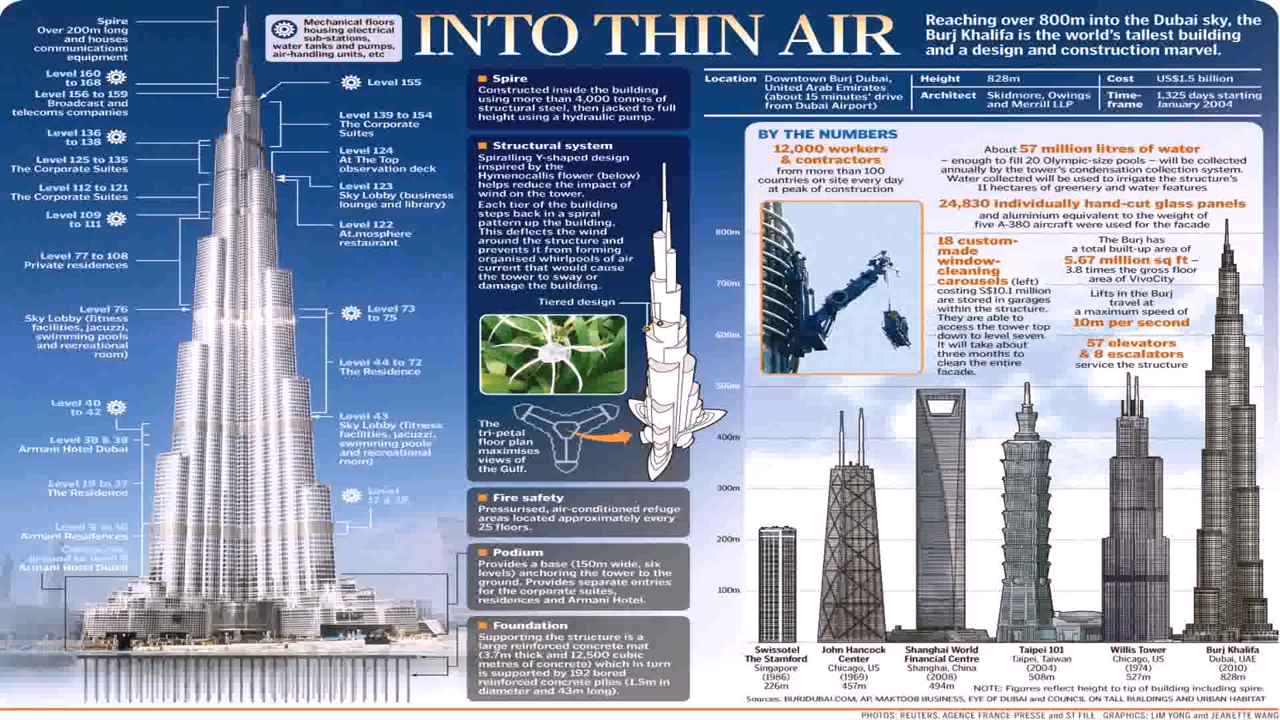 INTO THIN AIR
Reaching over 800m into the Dubai sky, the
Burj Khalifa is the world's tallest building
and a design and construction marvel.
Mechanical floors
housing electrical
sub-stations,
water tanks and pumps,
air-handling units, etc
Spire
Over 200m long
and houses
communications
equipment
Level 160
to 168
Level 156 to 159
Broadcast and
telecoms companies
Level 136
to 138
Level 125 to 135
The Corporate Suites
Level 112 to 121
The Corporate Suites
Level 109
to 111
Level 77 to 108
Private residences
Level 76
Sky Lobby (fitness
facilities, jacuzzi,
swimming pools
and recreational
room)
Level 40
to 42
Level 38 & 39
Armani Hotel Dubai
Level 19 to 37
The Residence
Armani Residences
Armani Hotel Dubai
Level 155
Level 139 to 154
The Corporate
Suites
Level 124
At The Top
observation deck
Level 123
Sky Lobby (business
lounge and library)
Level 122
At.mosphere
restaurant
Level 73
to 75
Level 44 to 72
The Residence
Level 43
Sky Lobby (fitness
facilities, jacuzzi,
swimming pools
and recreational
room)
Level
Spire
Constructed inside the building
using more than 4,000 tonnes of
structural steel, then jacked to full
height using a hydraulic pump.
Structural system
Spiralling Y-shaped design
inspired by the
Hymenocallis flower (below)
helps reduce the impact of
wind on the tower.
Each tier of the building
steps back in a spiral
pattern up the building.
This deflects the wind
around the structure and
prevents it from forming
organised whirlpools of air
current that would cause
the tower to sway or
damage the building.
Tiered design
The
tri-petal
floor plan
maximises
views of
the Gulf.
Fire safety
Pressurised, air-conditioned refuge
areas located approximately every
25 floors.
Podium
Provides a base (150m wide, six
levels) anchoring the tower to the
ground. Provides separate entries
for the corporate suites,
residences and Armani Hotel.
Foundation
Supporting the structure is a
large reinforced concrete mat
(3.7m thick and 12,500 cubic
metres of concrete) which in turn
is supported by 192 bored
reinforced concrete piles (1.5m in
diameter and 43m long).
Location
Downtown Burj Dubai,
United Arab Emirates
(about 15 minutes' drive
from Dubai Airport)
Height 828m
Architect Skidmore, Owings
and Merrill LLP
Cost US$1.5 billion
Time- 1,325 days starting
frame January 2004
BY THE NUMBERS
12,000 workers
& contractors
from more than 100
countries on site every day
at peak of construction
About 57 million litres of water
– enough to fill 20 Olympic-size pools – will be collected
annually by the tower's condensation collection system.
Water collected will be used to irrigate the structure's
11 hectares of greenery and water features
24,830 individually hand-cut glass panels
and aluminium equivalent to the weight of
five A-380 aircraft were used for the facade
18 custom-
made
window-
cleaning
carousels (left)
costing S$10.1 million
are stored in garages
within the structure.
They are able to
access the tower top
down to level seven.
It will take about
three months to
clean the entire
facade.
The Burj has
a total built-up area of
5.67 million sq ft –
3.8 times the gross floor
area of VivoCity
Lifts in the Burj
travel at
a maximum speed of
10m per second
57 elevators
& 8 escalators
service the structure
800m
700m
600m
500m
400m
300m
200m
100m
Swissotel
The Stamford
Singapore
(1986)
226m
John Hancock
Center
Chicago, US
(1969)
457m
Shanghai World
Financial Centre
Shanghai, China
(2008)
494m
Taipei 101
Taipei, Taiwan
(2004)
508m
Willis Tower
Chicago, US
(1974)
527m
Burj Khalifa
Dubai, UAE
(2010)
828m
NOTE: Figures reflect height to tip of building including spire.
Sources: BURJDUBAI.COM, AP, MAKTOOB BUSINESS, EYE OF DUBAI and COUNCIL ON TALL BUILDINGS AND URBAN HABITAT
PHOTOS: REUTERS, AGENCE FRANCE-PRESSE and ST FILE GRAPHICS: LIM YONG and JEANETTE WANG